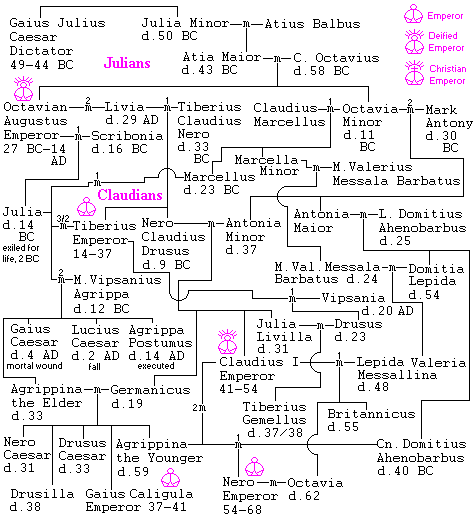 Gaius Julius Caesar Dictator 49-44 BC
Julia Minor m Atius Balbus
d.50 BC
Emperor
Deified Emperor
Christian Emperor
Julians
Atia Maior m C. Octavius
d.43 BC d.58 BC
Octavian Augustus Emperor 27 BC-14 AD
2 m
Livia d.29 AD
1 m
Tiberius Claudius Nero d.33 BC
Claudius Marcellus
1 m
Octavia Minor d.11 BC
2 m
Mark Antony d.30 BC
1 m
Scribonia d.16 BC
Marcella Minor m M.Valerius Messala Barbatus
1 m
Marcellus d.23 BC
Claudians
Julia d.14 BC
exiled for life, 2 BC
3/2 m
Tiberius Emperor 14-37
Nero Claudius Drusus d.9 BC
m
Antonia Minor d.37
Antonia Maior
m
L. Domitius Ahenobarbus d.25
2 m
M.Vipsanius Agrippa d.12 BC
M.Val.Messala Barbatus d.24
m
Domitia Lepida d.54
1 m
Vipsania d.20 AD
Gaius Caesar d.4 AD
mortal wound
Lucius Caesar d.2 AD
fall
Agrippa Postumus d.14 AD
executed
Julia Livilla d.31
m
Drusus d.23
Claudius I Emperor 41-54
m
1 m
Lepida d.48
Valeria Messallina
Agrippina the Elder d.33
m
Germanicus d.19
2m
Tiberius Gemellus d.37/38
Britannicus d.55
Nero Caesar d.31
Drusus Caesar d.33
Agrippina the Younger d.59
1 m
Cn.Domitius Ahenobarbus d.40 BC
Drusilla d.38
Gaius Caligula Emperor 37-41
Nero Emperor 54-68
m
Octavia d.62